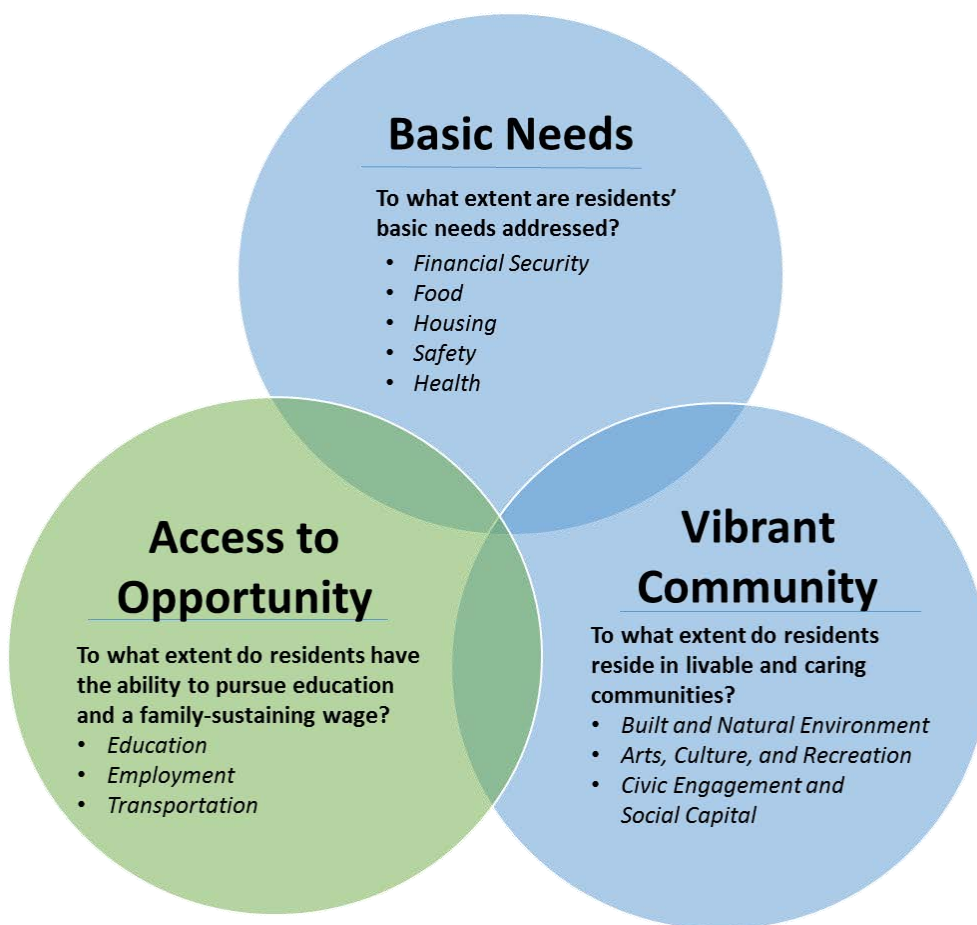 Basic Needs
To what extent are residents’
basic needs addressed?
• Financial Security
• Food
• Housing
• Safety
• Health
Access to
Opportunity
To what extent do residents have
the ability to pursue education
and a family-sustaining wage?
• Education
• Employment
• Transportation
Vibrant
Community
To what extent do residents
reside in livable and caring
communities?
• Built and Natural Environment
• Arts, Culture, and Recreation
• Civic Engagement and
Social Capital